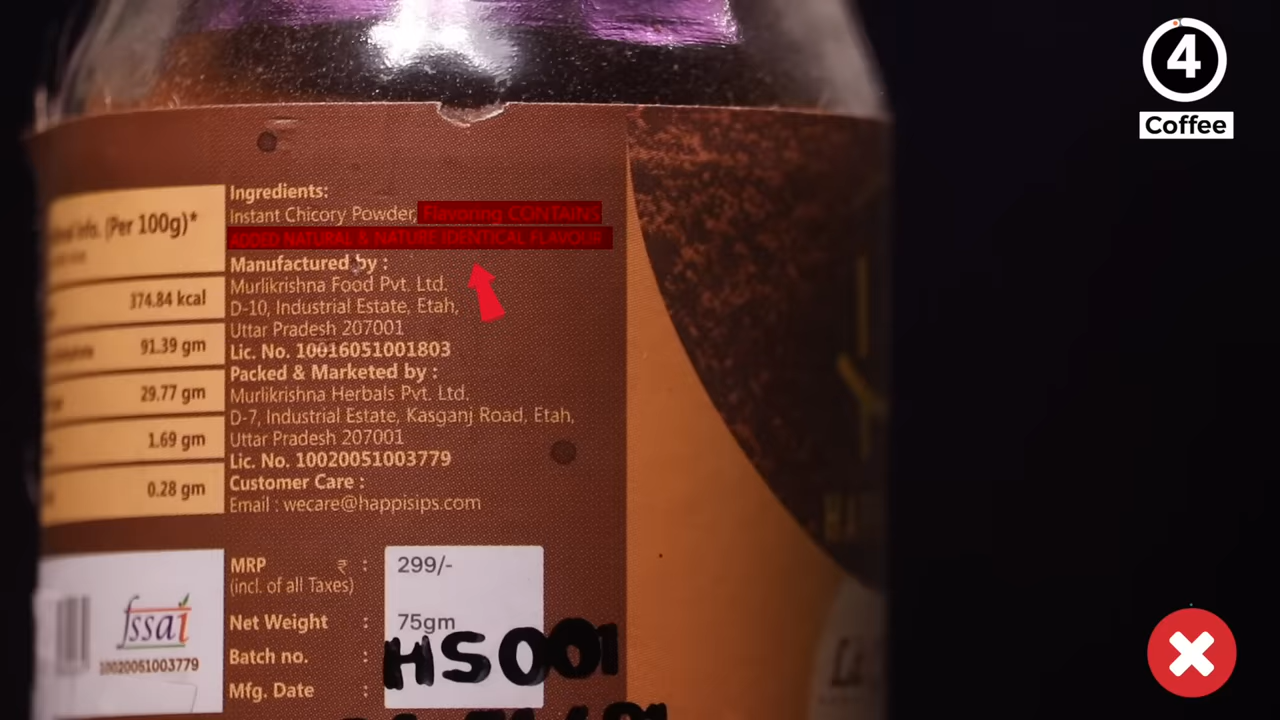 4
Coffee
Info. (Per 100g)*
374.84 kcal
91.39 gm
29.77 gm
1.69 gm
0.28 gm
Ingredients:
Instant Chicory Powder, Flavoring CONTAINS
ADDED NATURAL & NATURE IDENTICAL FLAVOUR
Manufactured by :
Murlikrishna Food Pvt. Ltd.
D-10, Industrial Estate, Etah,
Uttar Pradesh 207001
Lic. No. 10016051001803
Packed & Marketed by :
Murlikrishna Herbals Pvt. Ltd.
D-7, Industrial Estate, Kasganj Road, Etah,
Uttar Pradesh 207001
Lic. No. 10020051003779
Customer Care :
Email : wecare@happisips.com
fssai
10020051003779
MRP ₹ : 299/-
(incl. of all Taxes)
Net Weight : 75gm
Batch no. : HS001
Mfg. Date :